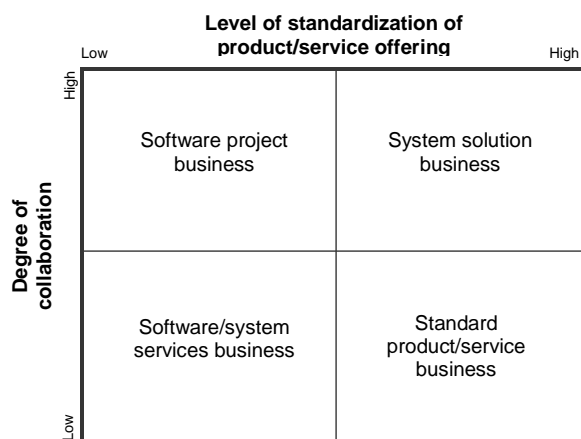 Level of standardization of
product/service offering
Low
High
High
Software project
business
System solution
business
Degree of
collaboration
Software/system
services business
Standard
product/service
business
Low